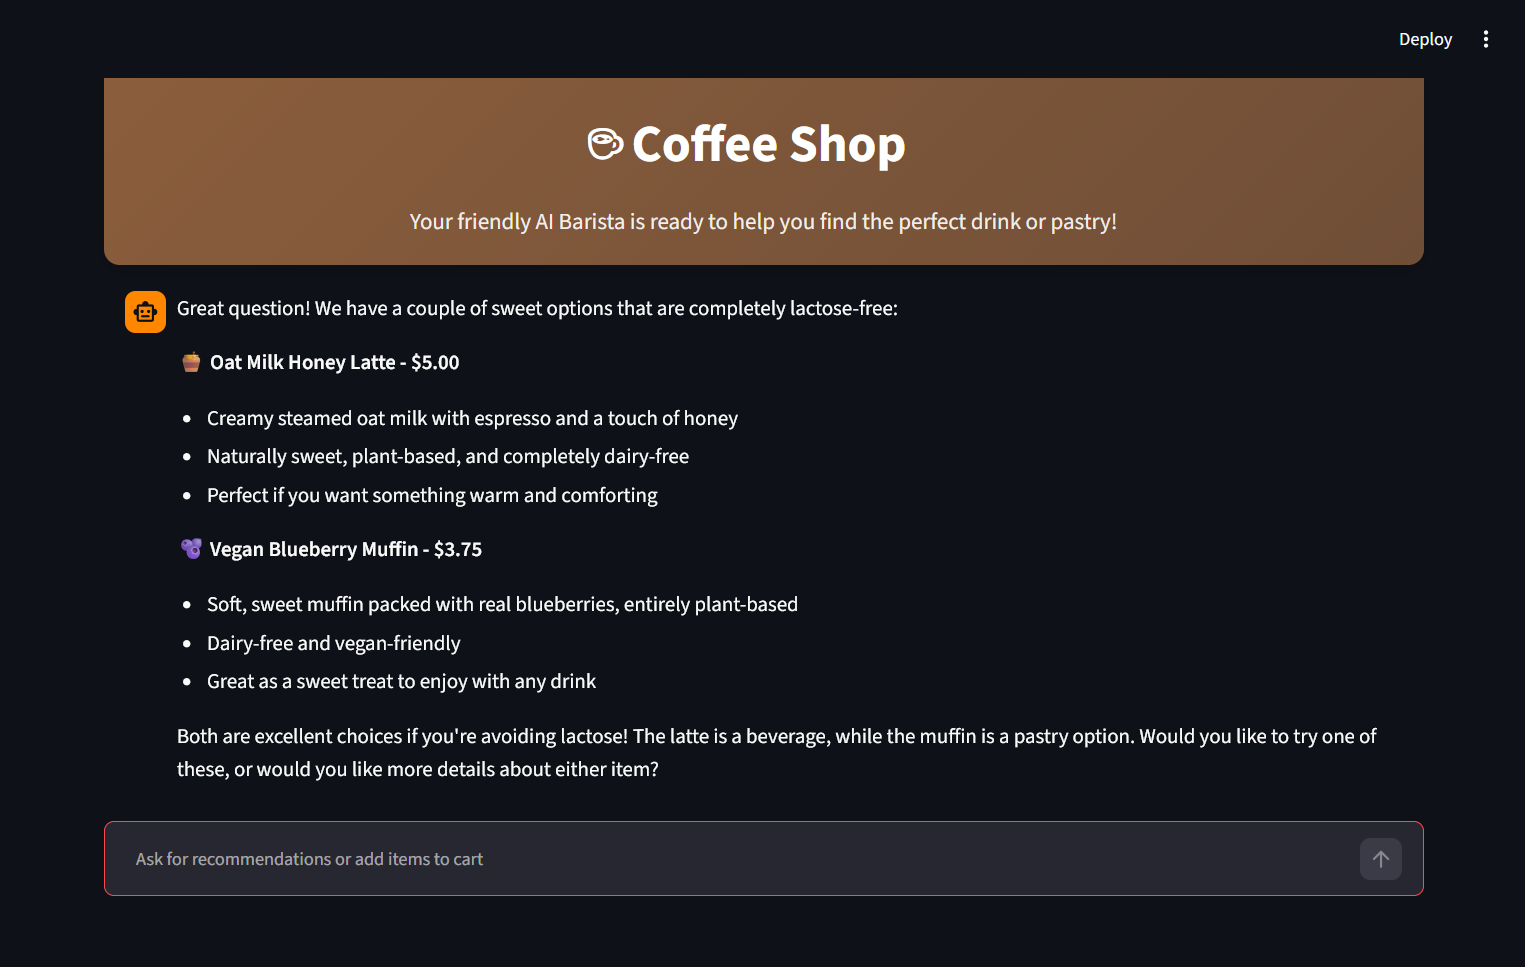 Deploy
Coffee Shop
Your friendly AI Barista is ready to help you find the perfect drink or pastry!
Great question! We have a couple of sweet options that are completely lactose-free:
Oat Milk Honey Latte - $5.00
Creamy steamed oat milk with espresso and a touch of honey
Naturally sweet, plant-based, and completely dairy-free
Perfect if you want something warm and comforting
Vegan Blueberry Muffin - $3.75
Soft, sweet muffin packed with real blueberries, entirely plant-based
Dairy-free and vegan-friendly
Great as a sweet treat to enjoy with any drink
Both are excellent choices if you're avoiding lactose! The latte is a beverage, while the muffin is a pastry option. Would you like to try one of
these, or would you like more details about either item?
Ask for recommendations or add items to cart